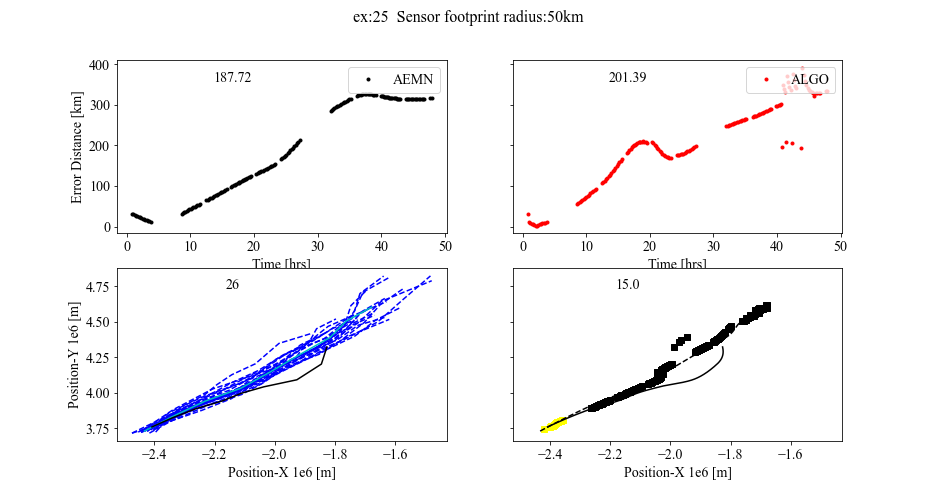 ex:25 Sensor footprint radius:50km
187.72
AEMN
Error Distance [km]
400
300
200
100
0
0 10 20 30 40 50
Time [hrs]
201.39
ALGO
0 10 20 30 40 50
Time [hrs]
26
Position-Y 1e6 [m]
4.75
4.50
4.25
4.00
3.75
−2.4 −2.2 −2.0 −1.8 −1.6
Position-X 1e6 [m]
15.0
−2.4 −2.2 −2.0 −1.8 −1.6
Position-X 1e6 [m]